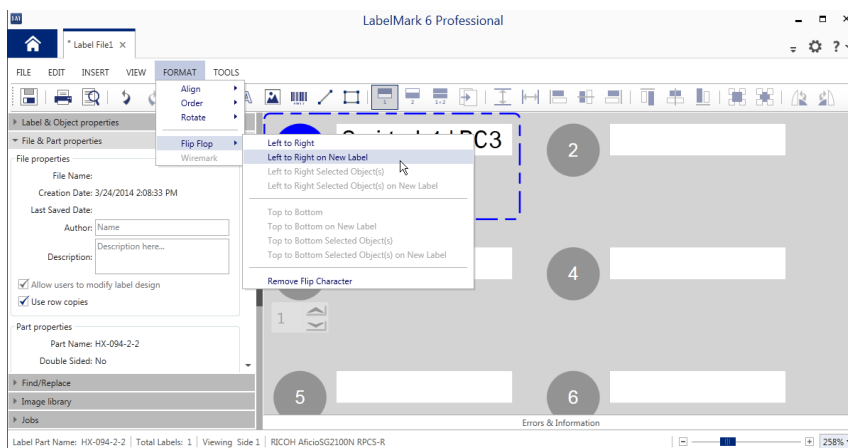 LabelMark 6 Professional
* Label File1 ×
?
FILE EDIT INSERT VIEW FORMAT TOOLS
Align
Order
Rotate
Flip Flop
Wiremark
Left to Right
Left to Right on New Label
Left to Right Selected Object(s)
Left to Right Selected Object(s) on New Label
Top to Bottom
Top to Bottom on New Label
Top to Bottom Selected Object(s)
Top to Bottom Selected Object(s) on New Label
Remove Flip Character
Label & Object properties
File & Part properties
File properties
File Name:
Creation Date: 3/24/2014 2:08:33 PM
Last Saved Date:
Author: Name
Description: Description here...
Allow users to modify label design
Use row copies
Part properties
Part Name: HX-094-2-2
Double Sided: No
Find/Replace
Image library
Jobs
PC3
2
4
1
5
6
Errors & Information
Label Part Name: HX-094-2-2 Total Labels: 1 Viewing Side 1 RICOH AficioSG2100N RPCS-R
258%